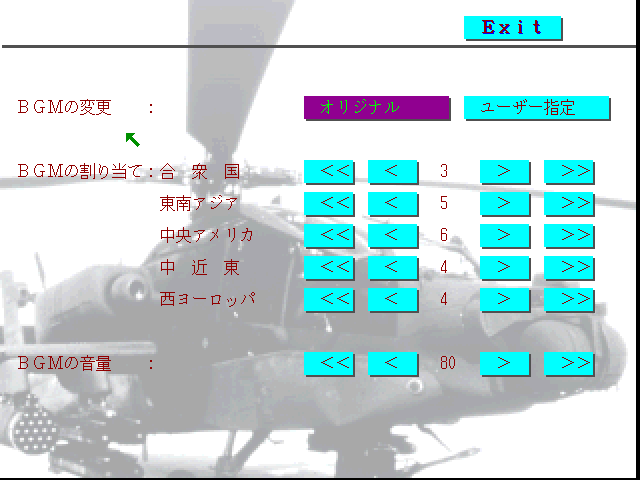 Exit
BGMの変更 : オリジナル ユーザー指定
BGMの割り当て: 合 衆 国 << < 3 > >>
東南アジア << < 5 > >>
中央アメリカ << < 6 > >>
中 近 東 << < 4 > >>
西ヨーロッパ << < 4 > >>
BGMの音量 : << < 80 > >>